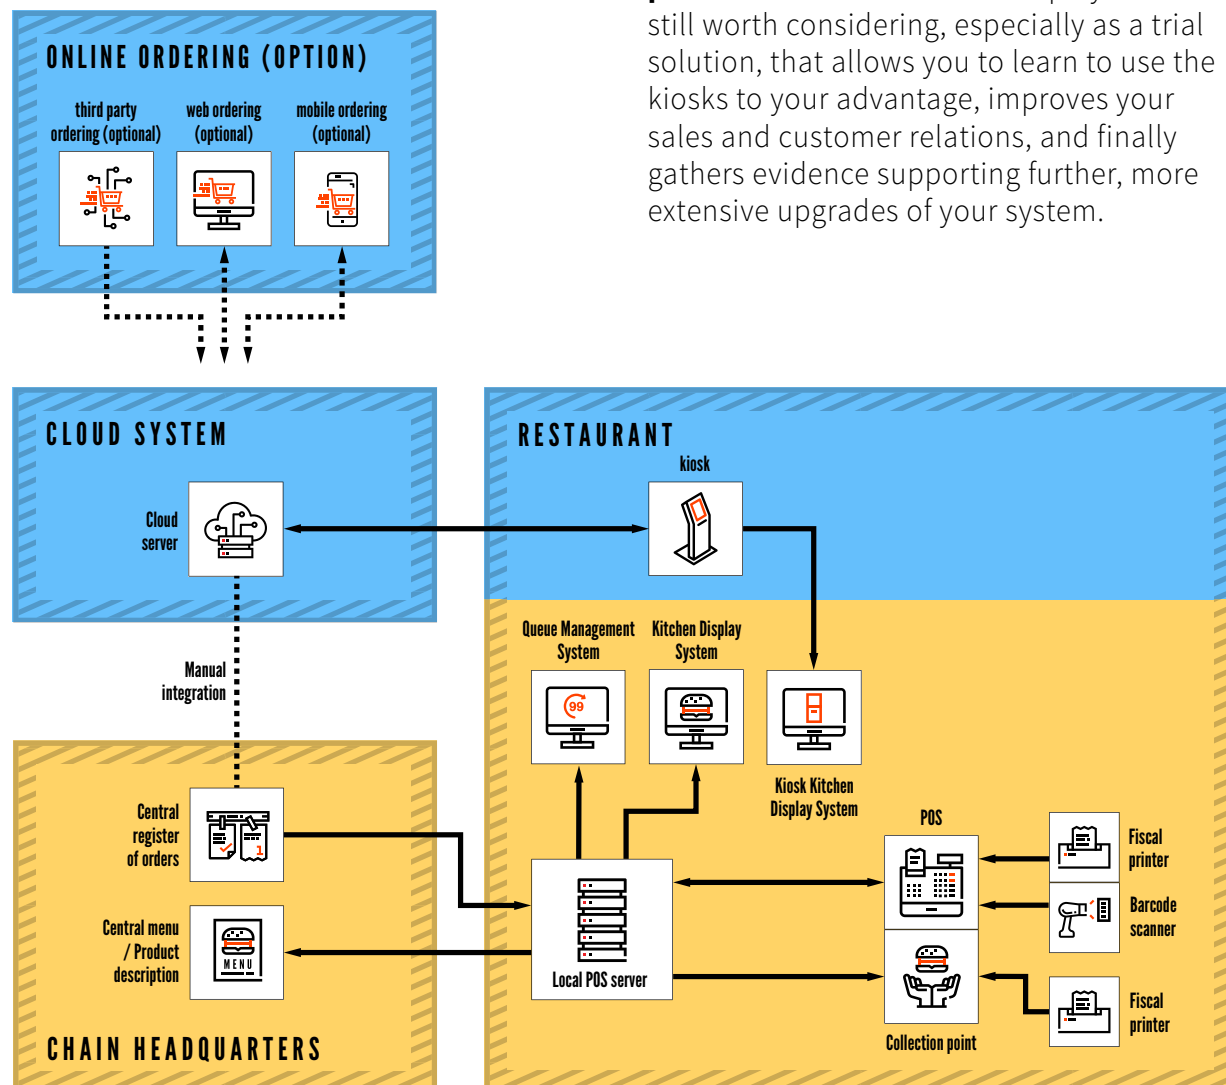 still worth considering, especially as a trial
solution, that allows you to learn to use the
kiosks to your advantage, improves your
sales and customer relations, and finally
gathers evidence supporting further, more
extensive upgrades of your system.
ONLINE ORDERING (OPTION)
third party
ordering (optional)
web ordering
(optional)
mobile ordering
(optional)
CLOUD SYSTEM
Cloud
server
RESTAURANT
kiosk
Manual
integration
Queue Management
System
99
Kitchen Display
System
Kiosk Kitchen
Display System
Central
register
of orders
1
Central menu
/ Product
description
MENU
CHAIN HEADQUARTERS
Local POS server
POS
Fiscal
printer
Barcode
scanner
Collection point
Fiscal
printer